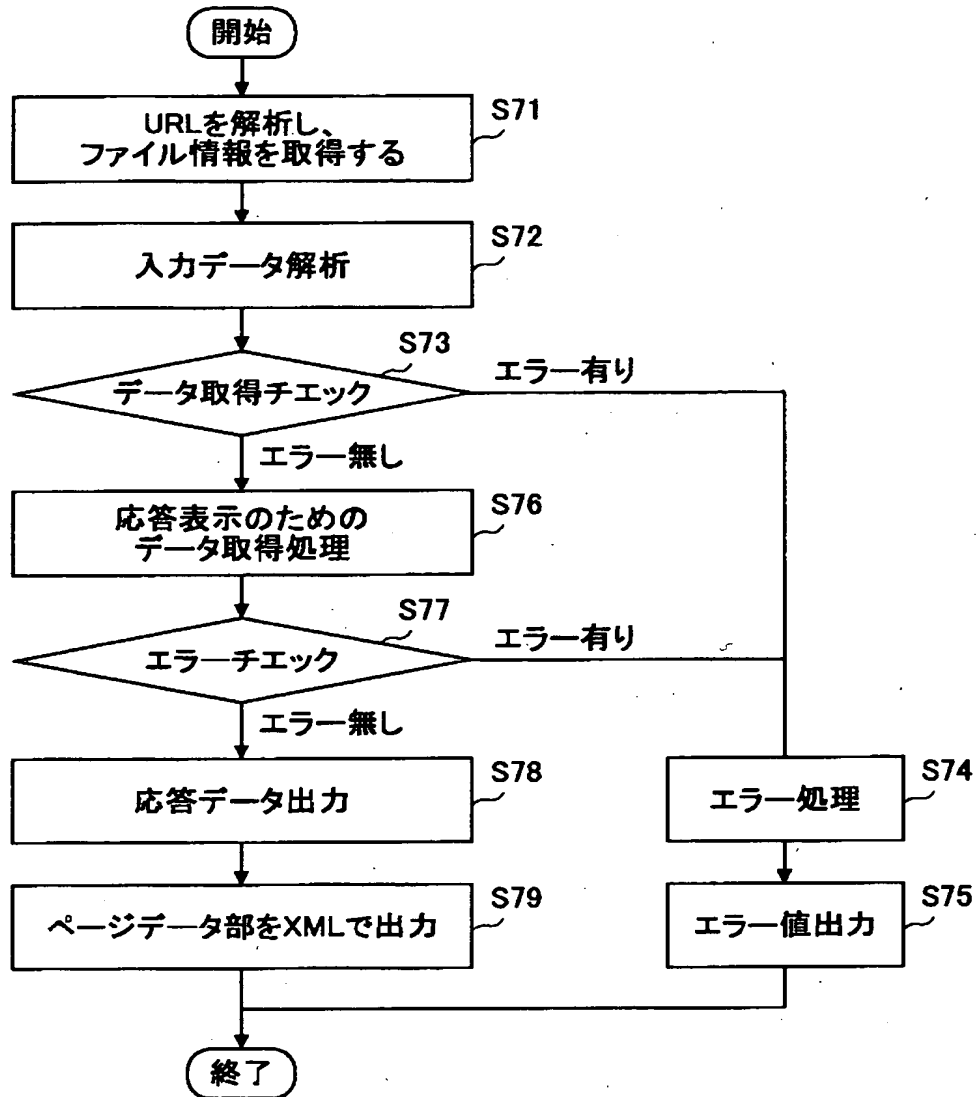 開始
URLを解析し、
ファイル情報を取得する
S71
入力データ解析
S72
データ取得チエック
S73
エラー有り
エラー無し
応答表示のための
データ取得処理
S76
エラーチエック
S77
エラー有り
エラー無し
応答データ出力
S78
エラー処理
S74
ページデータ部をXMLで出力
S79
エラー値出力
S75
終了